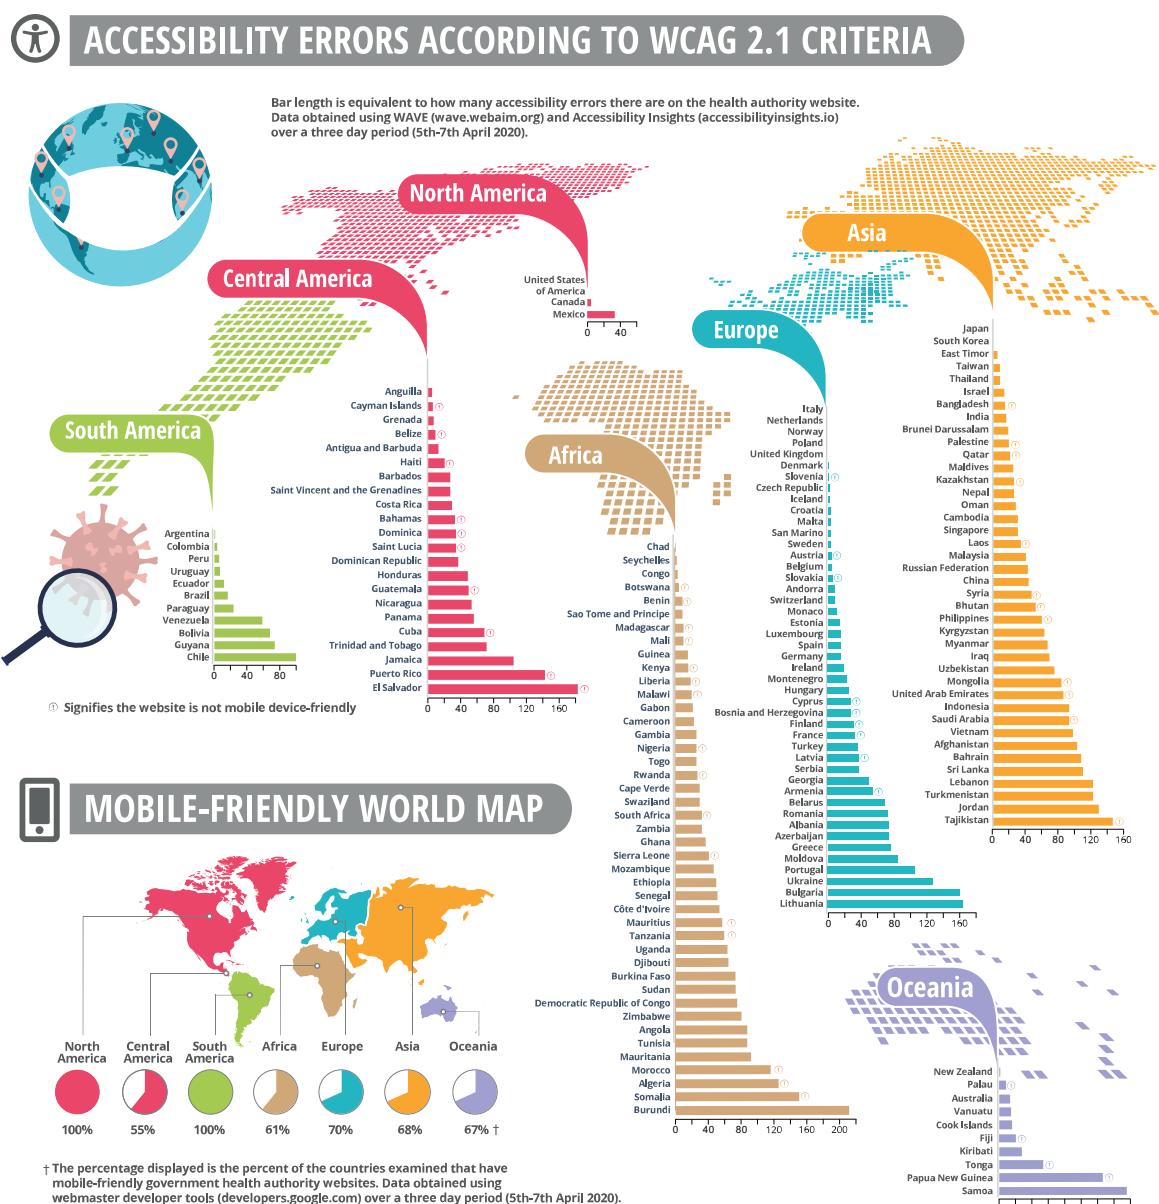 ACCESSIBILITY ERRORS ACCORDING TO WCAG 2.1 CRITERIA
Bar length is equivalent to how many accessibility errors there are on the health authority website.
Data obtained using WAVE (wave.webaim.org) and Accessibility Insights (accessibilityinsights.io)
over a three day period (5th-7th April 2020).
North America
United States
of America
Canada
Mexico
0 40
Central America
Anguilla
Cayman Islands
Grenada
Belize
Antigua and Barbuda
Haiti
Barbados
Saint Vincent and the Grenadines
Costa Rica
Bahamas
Dominica
Saint Lucia
Dominican Republic
Honduras
Guatemala
Nicaragua
Panama
Cuba
Trinidad and Tobago
Jamaica
Puerto Rico
El Salvador
0 40 80 120 160
South America
Argentina
Colombia
Peru
Uruguay
Ecuador
Brazil
Paraguay
Venezuela
Bolivia
Guyana
Chile
0 40 80
! Signifies the website is not mobile device-friendly
Africa
Chad
Seychelles
Congo
Botswana
Benin
Sao Tome and Principe
Madagascar
Mali
Guinea
Kenya
Liberia
Malawi
Gabon
Cameroon
Gambia
Nigeria
Togo
Rwanda
Cape Verde
Swaziland
South Africa
Zambia
Ghana
Sierra Leone
Mozambique
Ethiopia
Senegal
Côte d'Ivoire
Mauritius
Tanzania
Uganda
Djibouti
Burkina Faso
Sudan
Democratic Republic of Congo
Zimbabwe
Angola
Tunisia
Mauritania
Morocco
Algeria
Somalia
Burundi
0 40 80 120 160 200
Europe
Italy
Netherlands
Norway
Poland
United Kingdom
Denmark
Slovenia
Czech Republic
Iceland
Croatia
Malta
San Marino
Sweden
Austria
Belgium
Slovakia
Andorra
Switzerland
Monaco
Estonia
Luxembourg
Spain
Germany
Ireland
Montenegro
Hungary
Cyprus
Bosnia and Herzegovina
Finland
France
Turkey
Latvia
Serbia
Georgia
Armenia
Belarus
Romania
Albania
Azerbaijan
Greece
Moldova
Portugal
Ukraine
Bulgaria
Lithuania
0 40 80 120 160
Asia
Japan
South Korea
East Timor
Taiwan
Thailand
Israel
Bangladesh
India
Brunei Darussalam
Palestine
Qatar
Maldives
Kazakhstan
Nepal
Oman
Cambodia
Singapore
Laos
Malaysia
Russian Federation
China
Syria
Bhutan
Philippines
Kyrgyzstan
Myanmar
Iraq
Uzbekistan
Mongolia
United Arab Emirates
Indonesia
Saudi Arabia
Vietnam
Afghanistan
Bahrain
Sri Lanka
Lebanon
Turkmenistan
Jordan
Tajikistan
0 40 80 120 160
Oceania
New Zealand
Palau
Australia
Vanuatu
Cook Islands
Fiji
Kiribati
Tonga
Papua New Guinea
Samoa
MOBILE-FRIENDLY WORLD MAP
North
America
Central
America
South
America
Africa
Europe
Asia
Oceania
100% 55% 100% 61% 70% 68% 67% †
† The percentage displayed is the percent of the countries examined that have
mobile-friendly government health authority websites. Data obtained using
webmaster developer tools (developers.google.com) over a three day period (5th-7th April 2020).